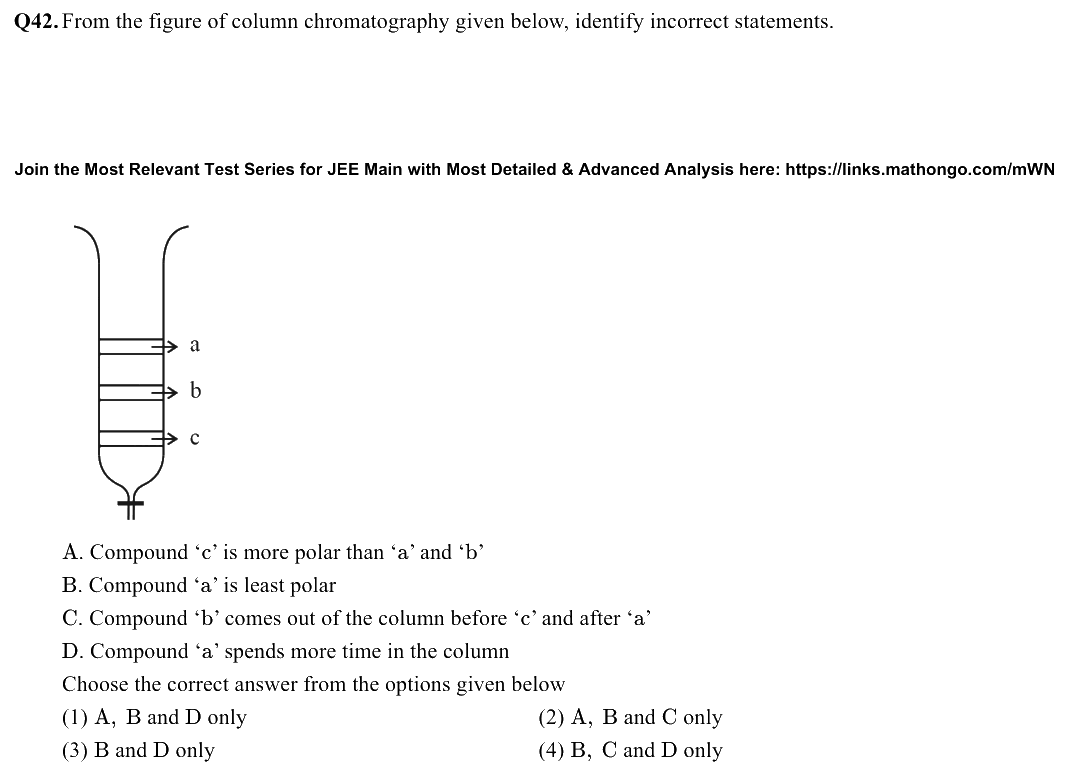 Q42. From the figure of column chromatography given below, identify incorrect statements.
Join the Most Relevant Test Series for JEE Main with Most Detailed & Advanced Analysis here: https://links.mathongo.com/mWN
a
b
c
A. Compound ‘c’ is more polar than ‘a’ and ‘b’
B. Compound ‘a’ is least polar
C. Compound ‘b’ comes out of the column before ‘c’ and after ‘a’
D. Compound ‘a’ spends more time in the column
Choose the correct answer from the options given below
(1) A, B and D only (2) A, B and C only
(3) B and D only (4) B, C and D only